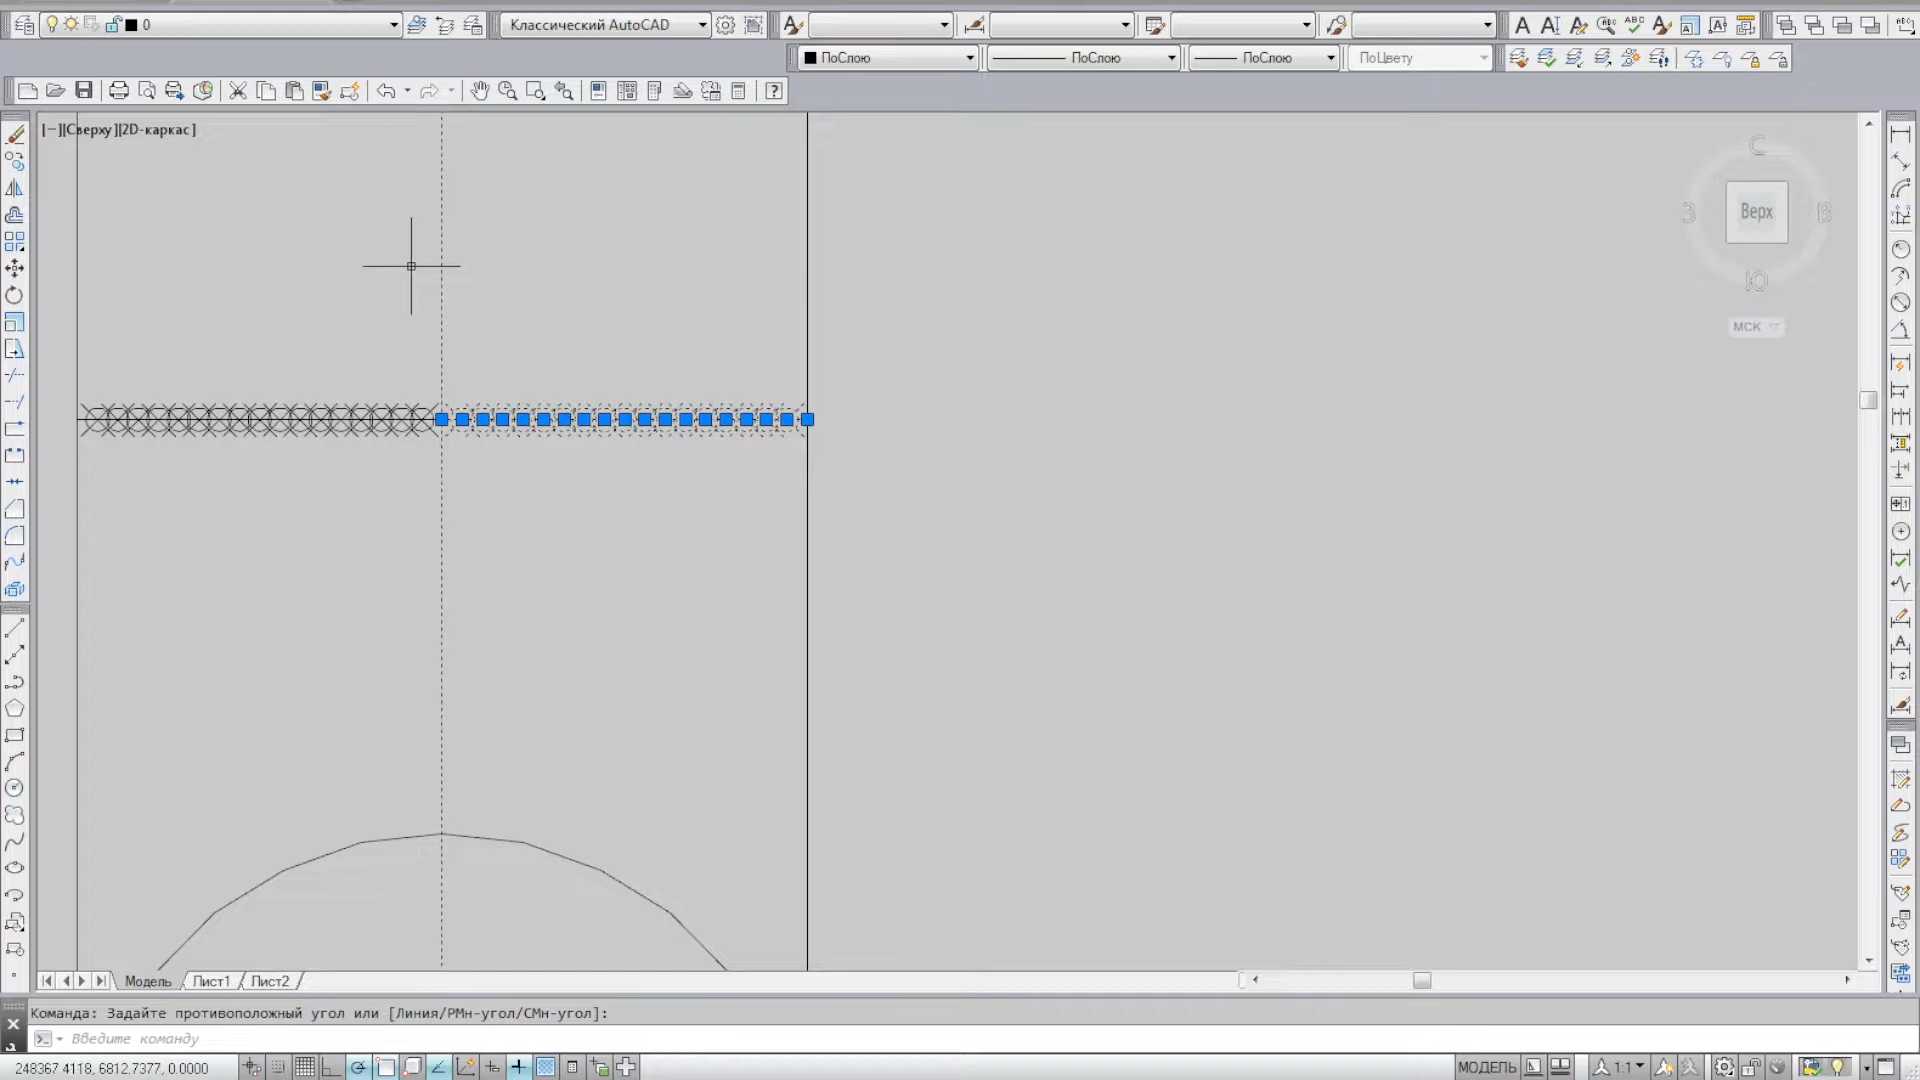 0
Классический AutoCAD
ПоСлою
ПоСлою
ПоСлою
ПоЦвету
[−][Сверху][2D-каркас]
С
З
Верх
В
Ю
МСК
Модель
Лист1
Лист2
Команда: Задайте противоположный угол или [Линия/РМн-угол/СМн-угол]:
Введите команду
248367.4118, 6812.7377, 0.0000
МОДЕЛЬ
1:1